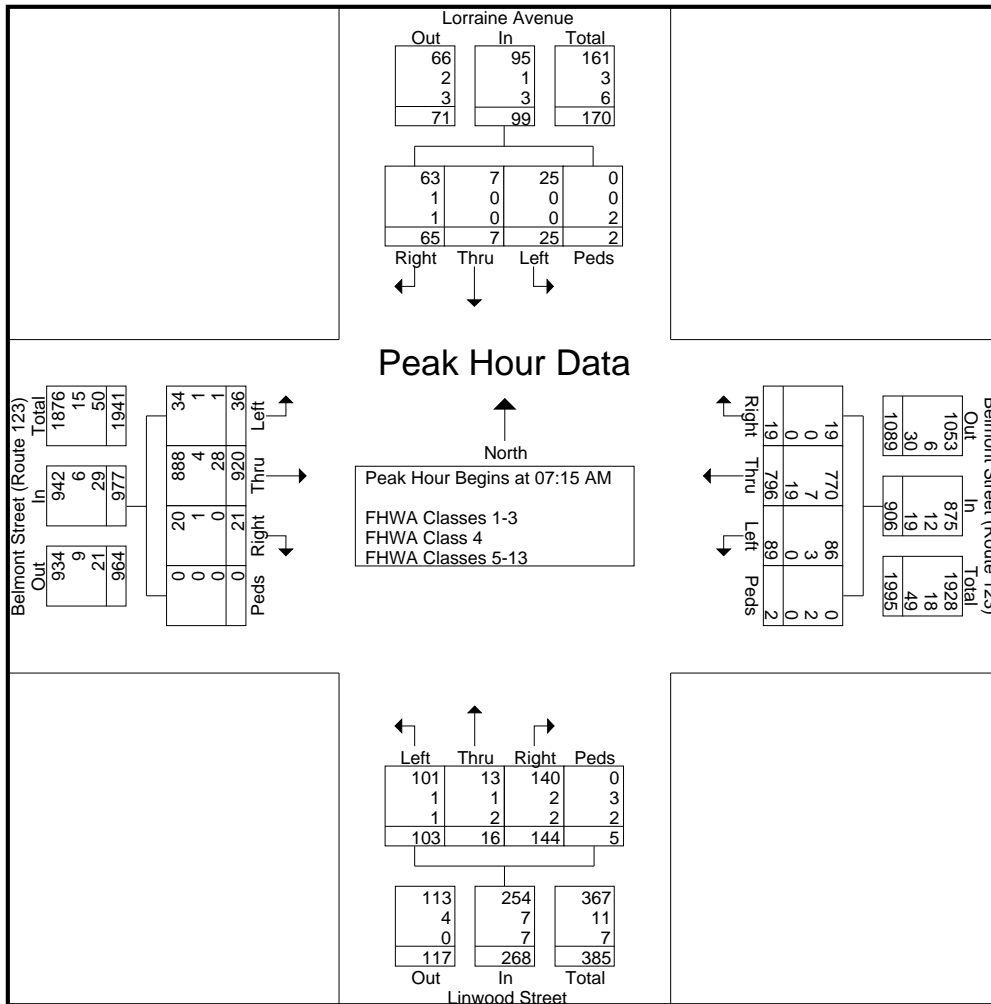 Lorraine Avenue
Out In Total
66 95 161
2 1 3
3 3 6
71 99 170
63 7 25 0
1 0 0 0
1 0 0 2
65 7 25 2
Right Thru Left Peds
Peak Hour Data
North
Peak Hour Begins at 07:15 AM
FHWA Classes 1-3
FHWA Class 4
FHWA Classes 5-13
Belmont Street (Route 123)
Out In Total
934 942 1876
9 6 15
21 29 50
964 977 1941
20 888 34
0 1 4 1
0 0 28 1
0 21 920 36
Peds Right Thru Left
Belmont Street (Route 123)
Out In Total
1053 875 1928
6 12 18
30 19 49
1089 906 1995
19 770 86 0
0 7 3 2
0 19 0 0
19 796 89 2
Right Thru Left Peds
Left Thru Right Peds
101 13 140 0
1 1 2 3
1 2 2 2
103 16 144 5
113 254 367
4 7 11
0 7 7
117 268 385
Out In Total
Linwood Street